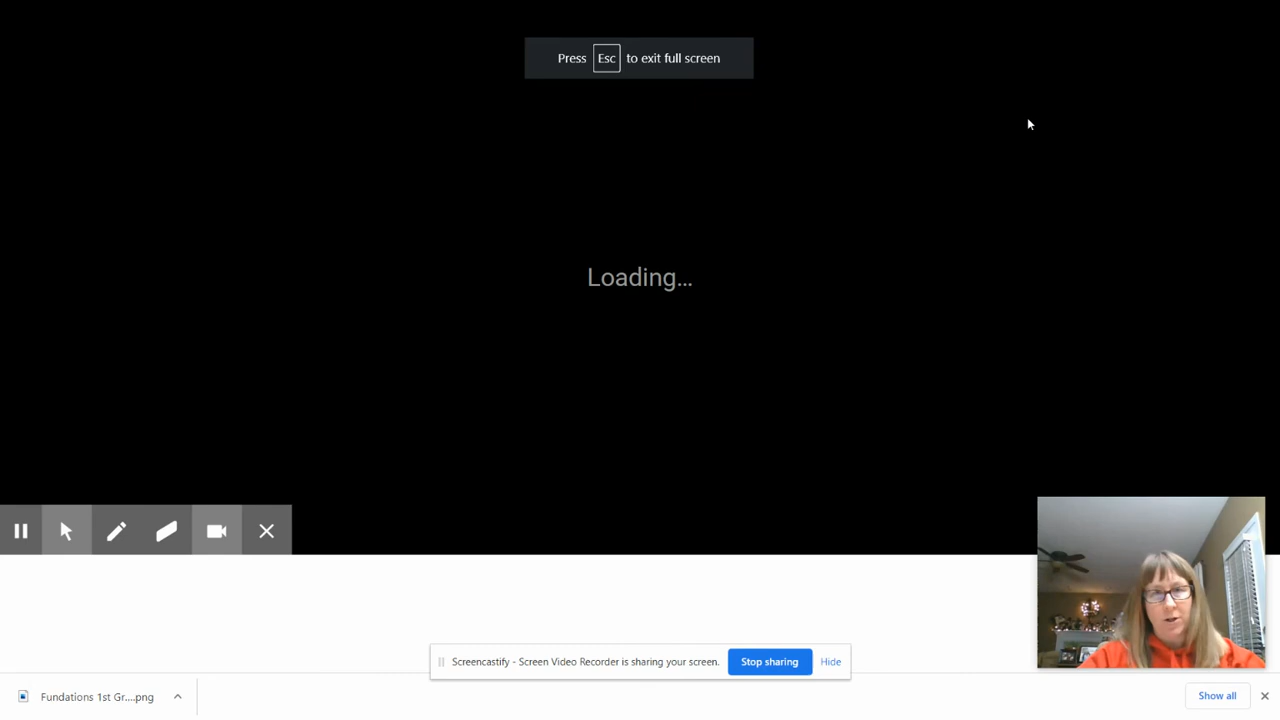 Press Esc to exit full screen
Loading...
Screencastify - Screen Video Recorder is sharing your screen.
Stop sharing
Hide
Fundations 1st Gr....png
Show all